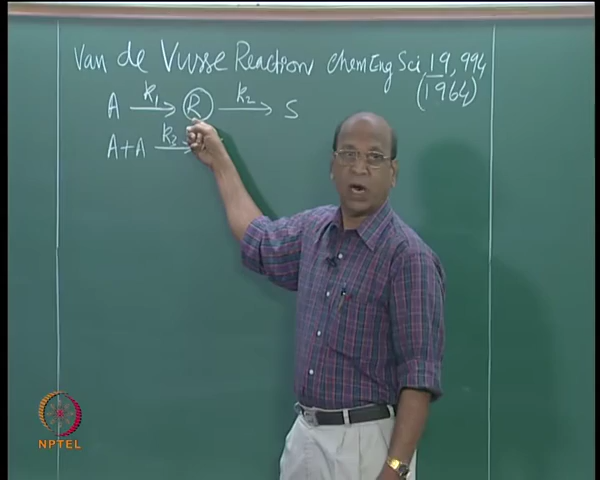 Van de Vusse Reaction Chem Eng Sci 19, 994
(1964)
A k₁→ R k₂→ S
A+A k₃→
NPTEL